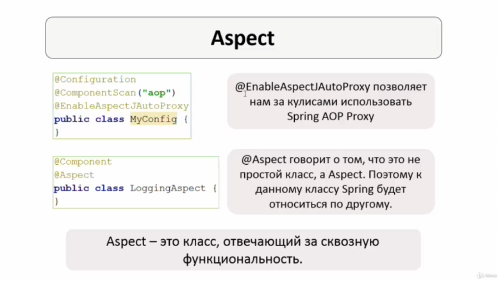 Aspect
@Configuration
@ComponentScan("aop")
@EnableAspectJAutoProxy
public class MyConfig {
}
@EnableAspectJAutoProxy позволяет
нам за кулисами использовать
Spring AOP Proxy
@Component
@Aspect
public class LoggingAspect {
}
@Aspect говорит о том, что это не
простой класс, а Aspect. Поэтому к
данному классу Spring будет
относиться по другому.
Aspect – это класс, отвечающий за сквозную
функциональность.